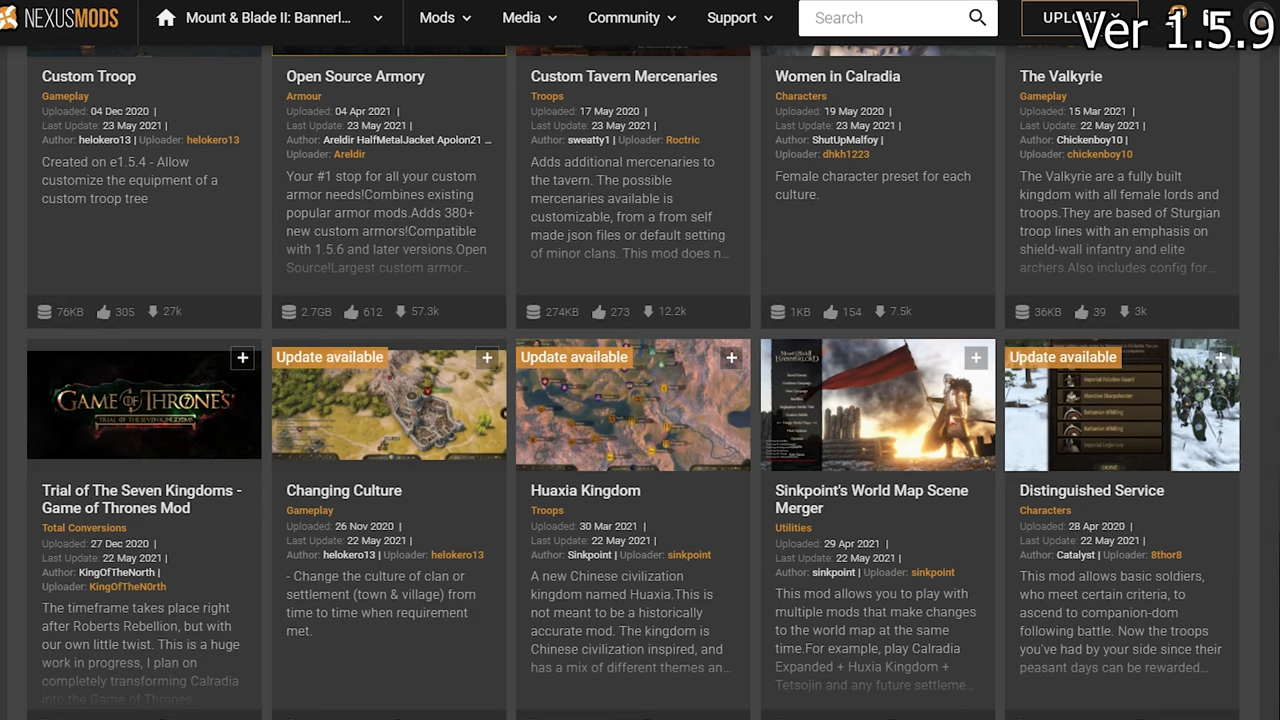 NEXUSMODS
Mount & Blade II: Bannerl...
Mods
Media
Community
Support
Search
Ver 1.5.9
Custom Troop
Gameplay
Uploaded: 04 Dec 2020 |
Last Update: 23 May 2021 |
Author: helokero13 | Uploader: helokero13
Created on e1.5.4 - Allow
customize the equipment of a
custom troop tree
76KB 305 27k
Open Source Armory
Armour
Uploaded: 04 Apr 2021 |
Last Update: 23 May 2021 |
Author: Areldir HalfMetalJacket Apolon21 ...
Uploader: Areldir
Your #1 stop for all your custom
armor needs!Combines existing
popular armor mods.Adds 380+
new custom armors!Compatible
with 1.5.6 and later versions.Open
Source!Largest custom armor...
2.7GB 612 57.3k
Custom Tavern Mercenaries
Troops
Uploaded: 17 May 2020 |
Last Update: 23 May 2021 |
Author: sweatty1 | Uploader: Roctric
Adds additional mercenaries to
the tavern. The possible
mercenaries available is
customizable, from a from self
made json files or default setting
of minor clans. This mod does n...
274KB 273 12.2k
Women in Calradia
Characters
Uploaded: 19 May 2020 |
Last Update: 23 May 2021 |
Author: ShutUpMalfoy |
Uploader: dhkh1223
Female character preset for each
culture.
1KB 154 7.5k
The Valkyrie
Gameplay
Uploaded: 15 Mar 2021 |
Last Update: 22 May 2021 |
Author: Chickenboy10 |
Uploader: chickenboy10
The Valkyrie are a fully built
kingdom with all female lords and
troops.They are based of Sturgian
troop lines with an emphasis on
shield-wall infantry and elite
archers.Also includes config for...
36KB 39 3k
GAME OF THRONES
TRIAL OF THE SEVEN KINGDOMS
Trial of The Seven Kingdoms -
Game of Thrones Mod
Total Conversions
Uploaded: 27 Dec 2020 |
Last Update: 22 May 2021 |
Author: KingOfTheNorth |
Uploader: KingOfTheN0rth
The timeframe takes place right
after Roberts Rebellion, but with
our own little twist. This is a huge
work in progress, I plan on
completely transforming Calradia
into the Game of Thrones...
Update available
Changing Culture
Gameplay
Uploaded: 26 Nov 2020 |
Last Update: 22 May 2021 |
Author: helokero13 | Uploader: helokero13
- Change the culture of clan or
settlement (town & village) from
time to time when requirement
met.
Update available
Huaxia Kingdom
Troops
Uploaded: 30 Mar 2021 |
Last Update: 22 May 2021 |
Author: Sinkpoint | Uploader: sinkpoint
A new Chinese civilization
kingdom named Huaxia.This is
not meant to be a historically
accurate mod. The kingdom is
Chinese civilization inspired, and
has a mix of different themes an...
Sinkpoint's World Map Scene
Merger
Utilities
Uploaded: 29 Apr 2021 |
Last Update: 22 May 2021 |
Author: sinkpoint | Uploader: sinkpoint
This mod allows you to play with
multiple mods that make changes
to the world map at the same
time.For example, play Calradia
Expanded + Huxia Kingdom +
Tetsojin and any future settleme...
Update available
Distinguished Service
Characters
Uploaded: 28 Apr 2020 |
Last Update: 22 May 2021 |
Author: Catalyst | Uploader: 8thor8
This mod allows basic soldiers,
who meet certain criteria, to
ascend to companion-dom
following battle. Now the troops
you've had by your side since their
peasant days can be rewarded...